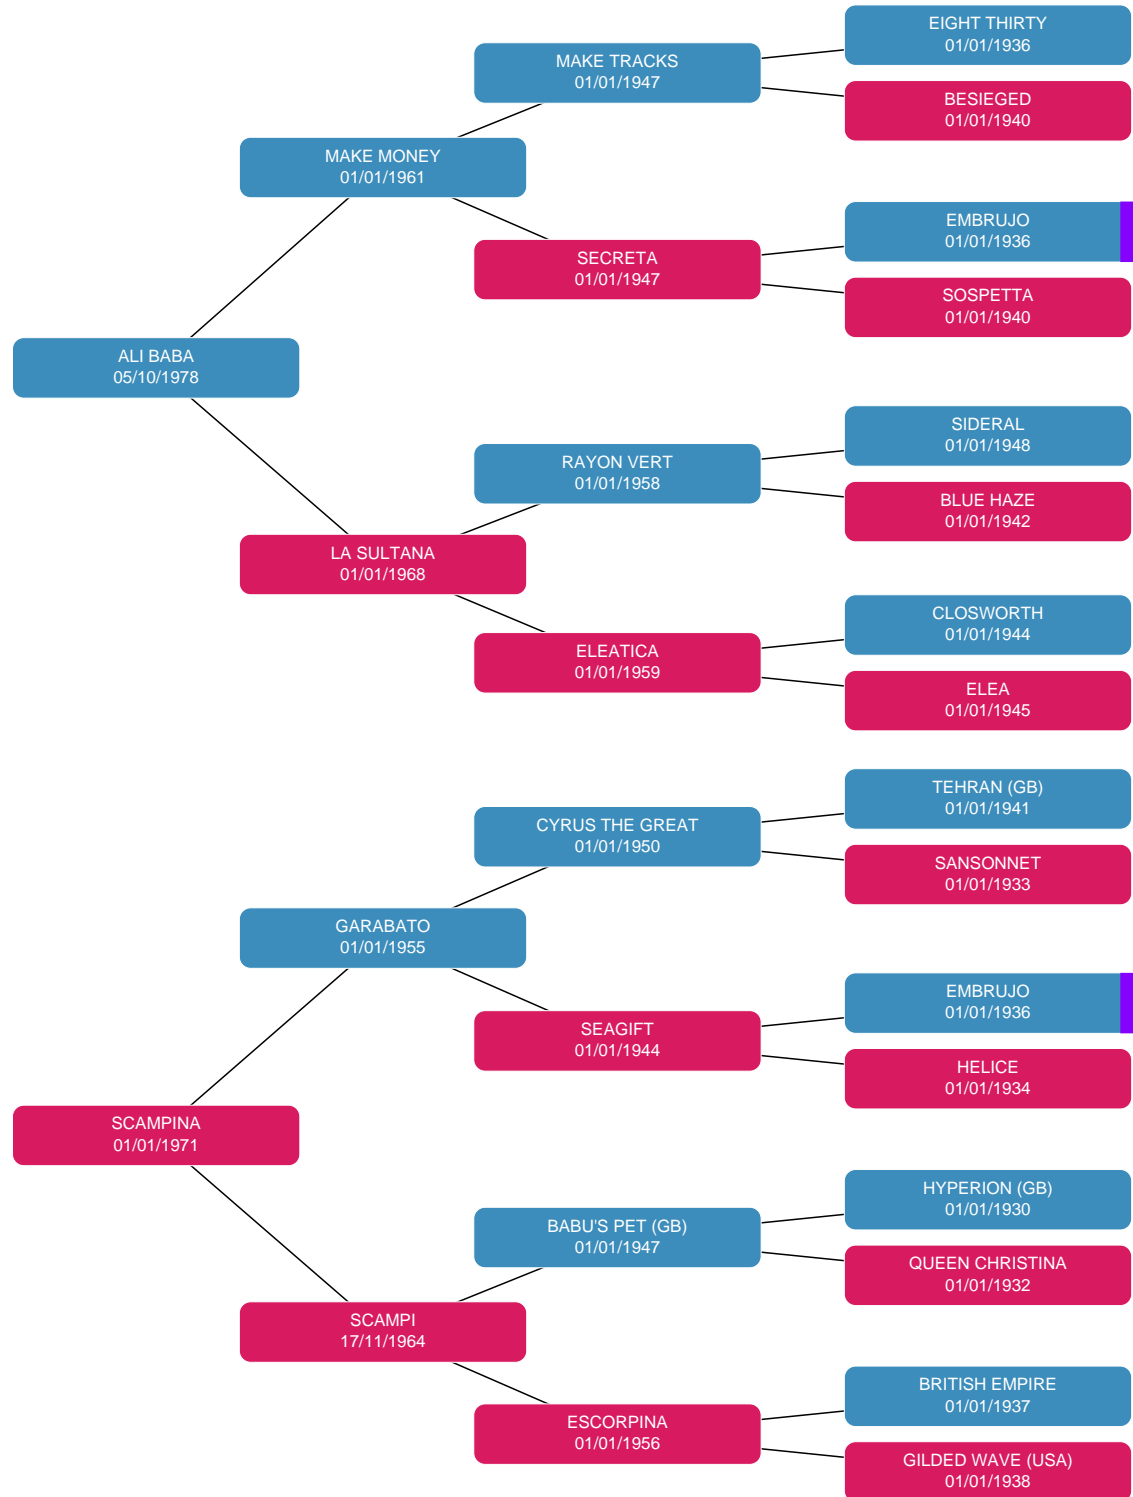 EIGHT THIRTY
01/01/1936
MAKE TRACKS
01/01/1947
BESIEGED
01/01/1940
MAKE MONEY
01/01/1961
EMBRUJO
01/01/1936
SECRETA
01/01/1947
SOSPETTA
01/01/1940
ALI BABA
05/10/1978
SIDERAL
01/01/1948
RAYON VERT
01/01/1958
BLUE HAZE
01/01/1942
LA SULTANA
01/01/1968
CLOSWORTH
01/01/1944
ELEATICA
01/01/1959
ELEA
01/01/1945
TEHRAN (GB)
01/01/1941
CYRUS THE GREAT
01/01/1950
SANSONNET
01/01/1933
GARABATO
01/01/1955
EMBRUJO
01/01/1936
SEAGIFT
01/01/1944
HELICE
01/01/1934
SCAMPINA
01/01/1971
HYPERION (GB)
01/01/1930
BABU'S PET (GB)
01/01/1947
QUEEN CHRISTINA
01/01/1932
SCAMPI
17/11/1964
BRITISH EMPIRE
01/01/1937
ESCORPINA
01/01/1956
GILDED WAVE (USA)
01/01/1938